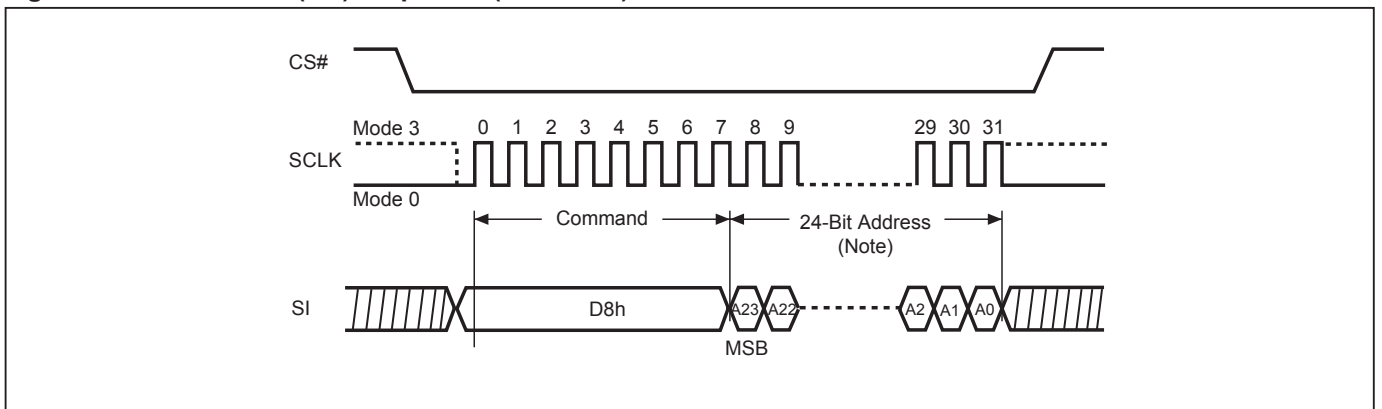 CS#
Mode 3
0 1 2 3 4 5 6 7 8 9 29 30 31
SCLK
Mode 0
Command
24-Bit Address
(Note)
SI
D8h
A23 A22 A2 A1 A0
MSB